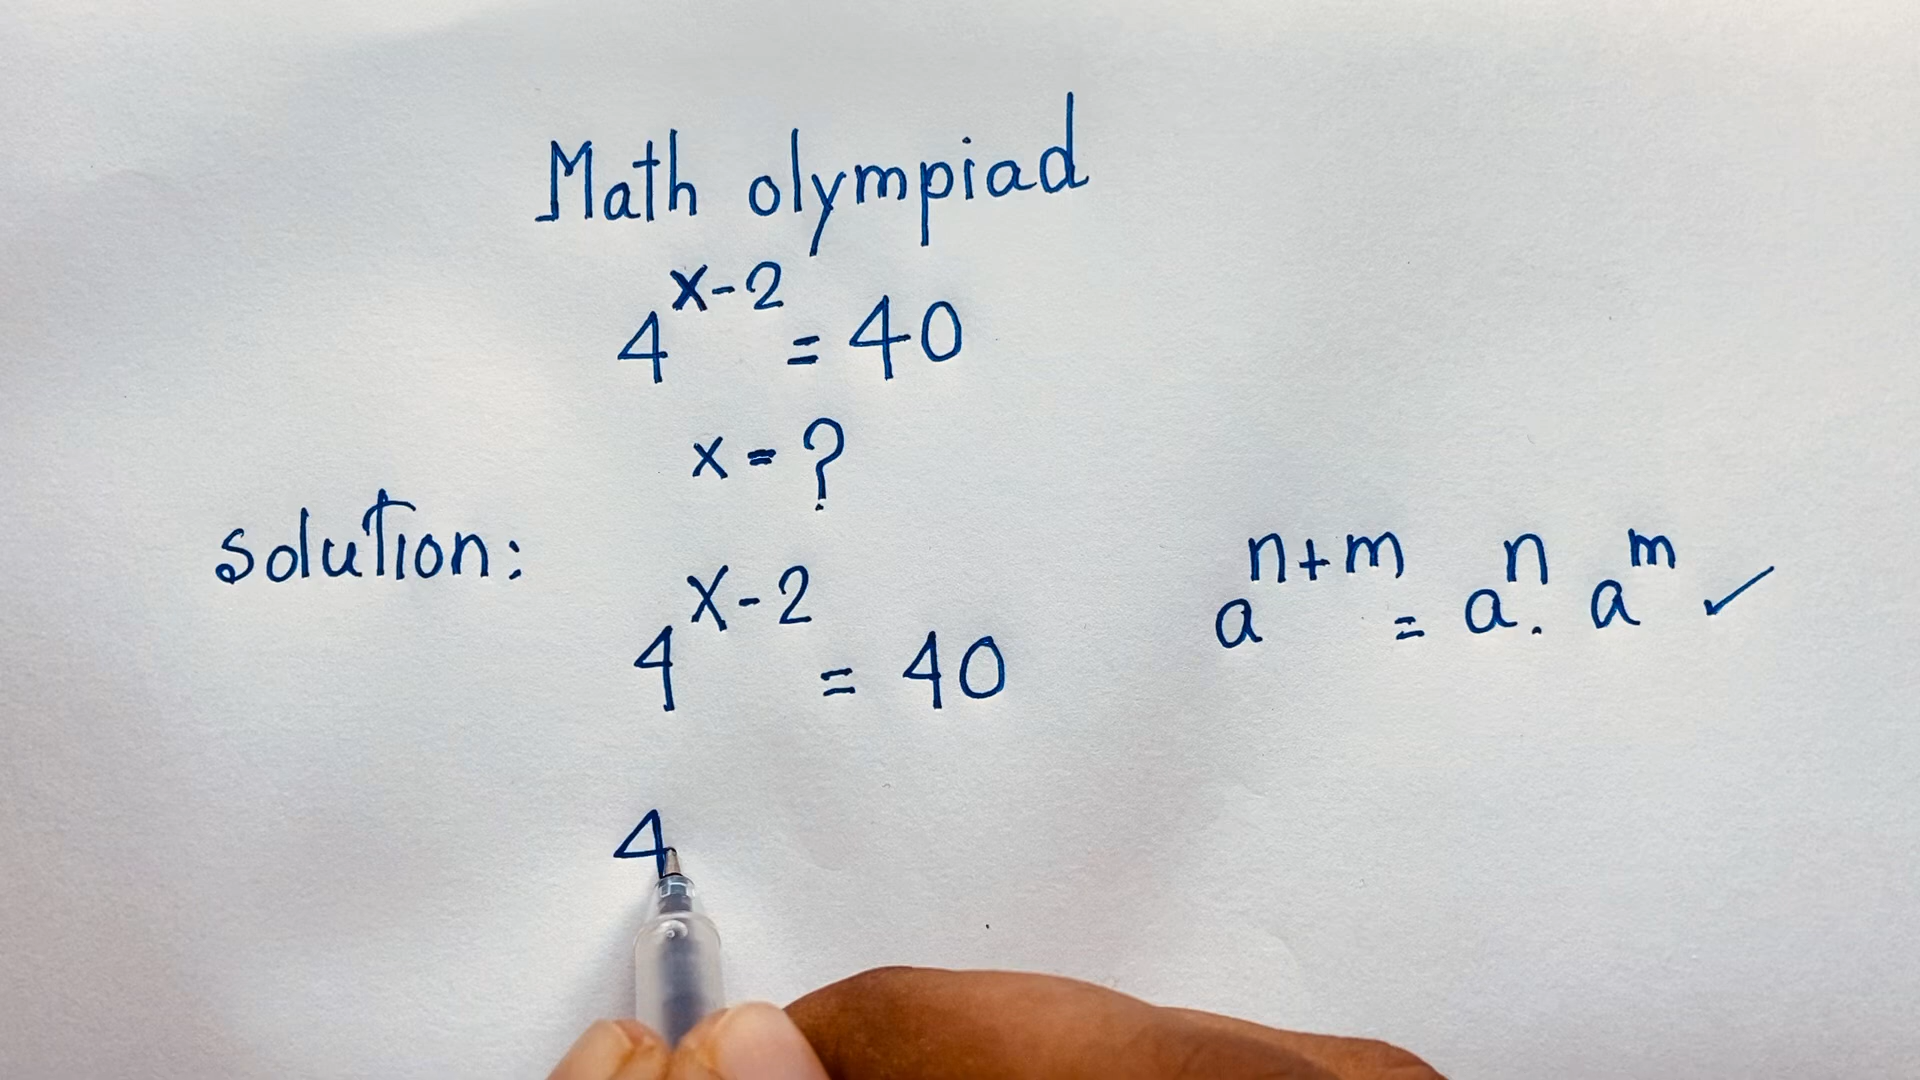 Math olympiad
4^{x-2} = 40
x = ?
solution:
4^{x-2} = 40
a^{n+m} = a^n . a^m ✓
4